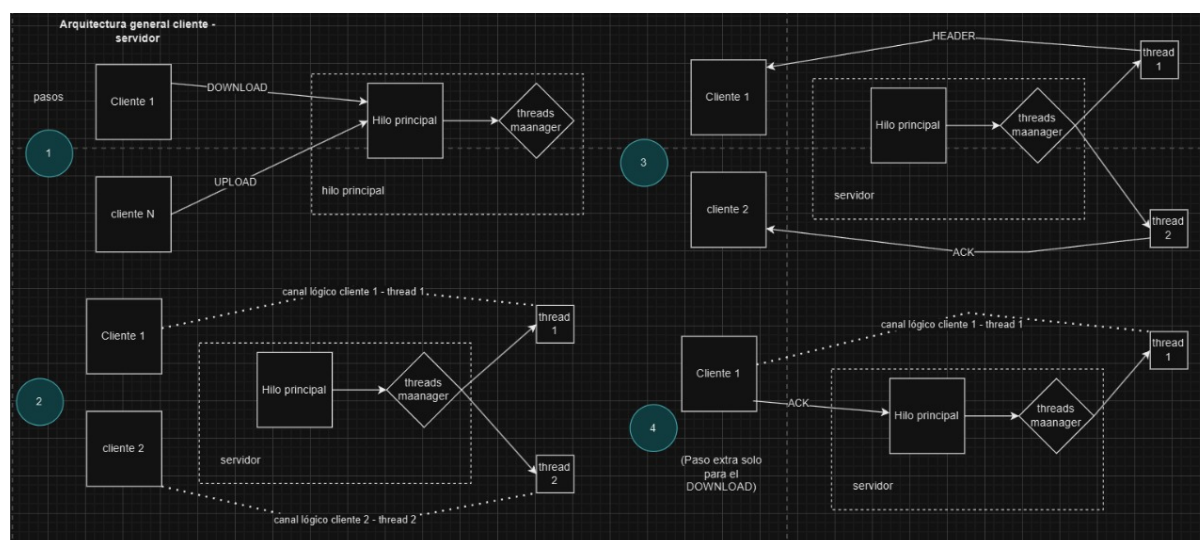 Arquitectura general cliente -
servidor
pasos
1
Cliente 1
DOWNLOAD
cliente N
UPLOAD
Hilo principal
threads
maanager
hilo principal
2
canal lógico cliente 1 - thread 1
Cliente 1
cliente 2
Hilo principal
threads
maanager
servidor
thread
1
thread
2
canal lógico cliente 2 - thread 2
3
HEADER
Cliente 1
cliente 2
Hilo principal
threads
maanager
servidor
thread
1
thread
2
ACK
4
canal lógico cliente 1 - thread 1
Cliente 1
ACK
Hilo principal
threads
maanager
servidor
thread
1
(Paso extra solo
para el
DOWNLOAD)